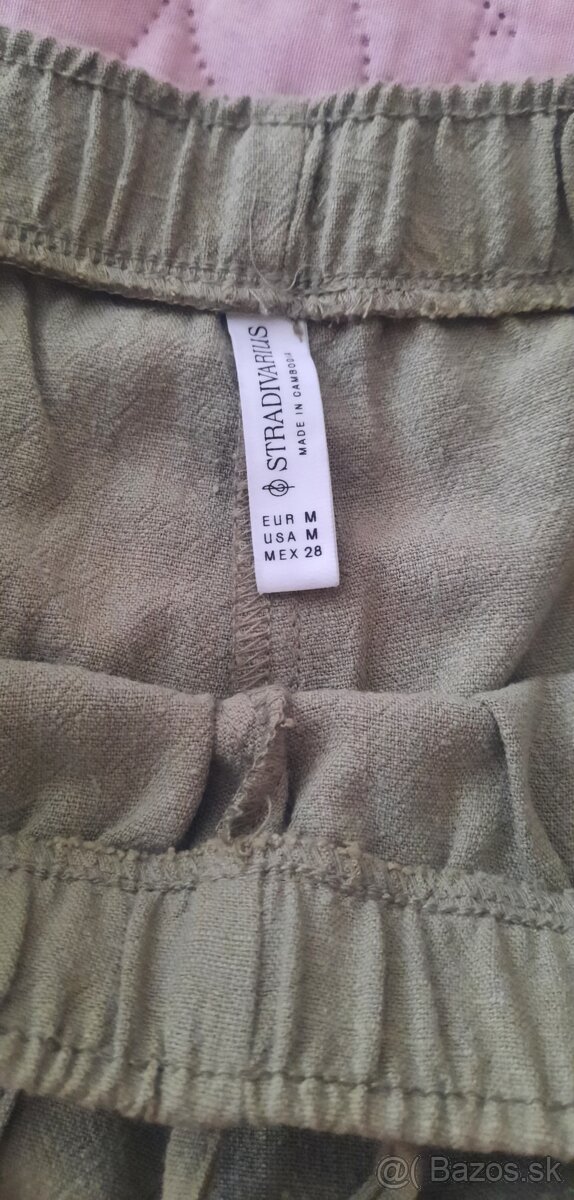 STRADIVARIUS
MADE IN CAMBODIA
EUR M
USA M
MEX 28
@( Bazos.sk